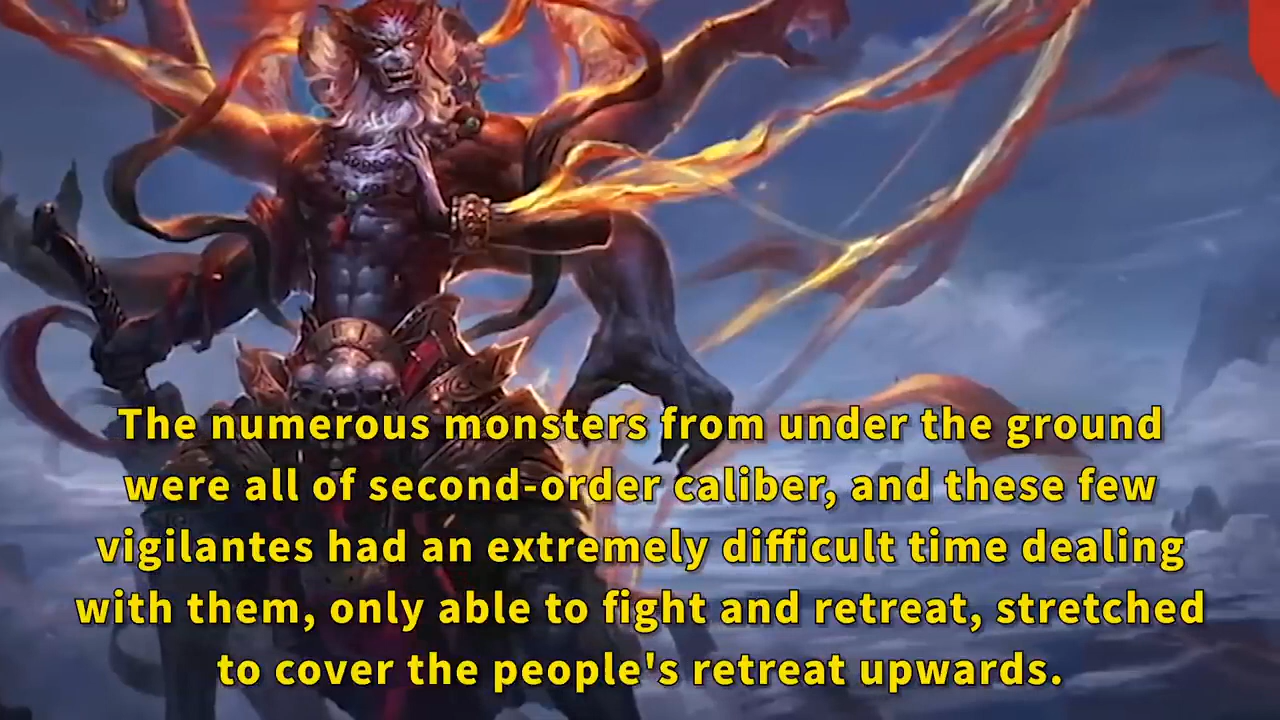 The numerous monsters from under the ground
were all of second-order caliber, and these few
vigilantes had an extremely difficult time dealing
with them, only able to fight and retreat, stretched
to cover the people's retreat upwards.